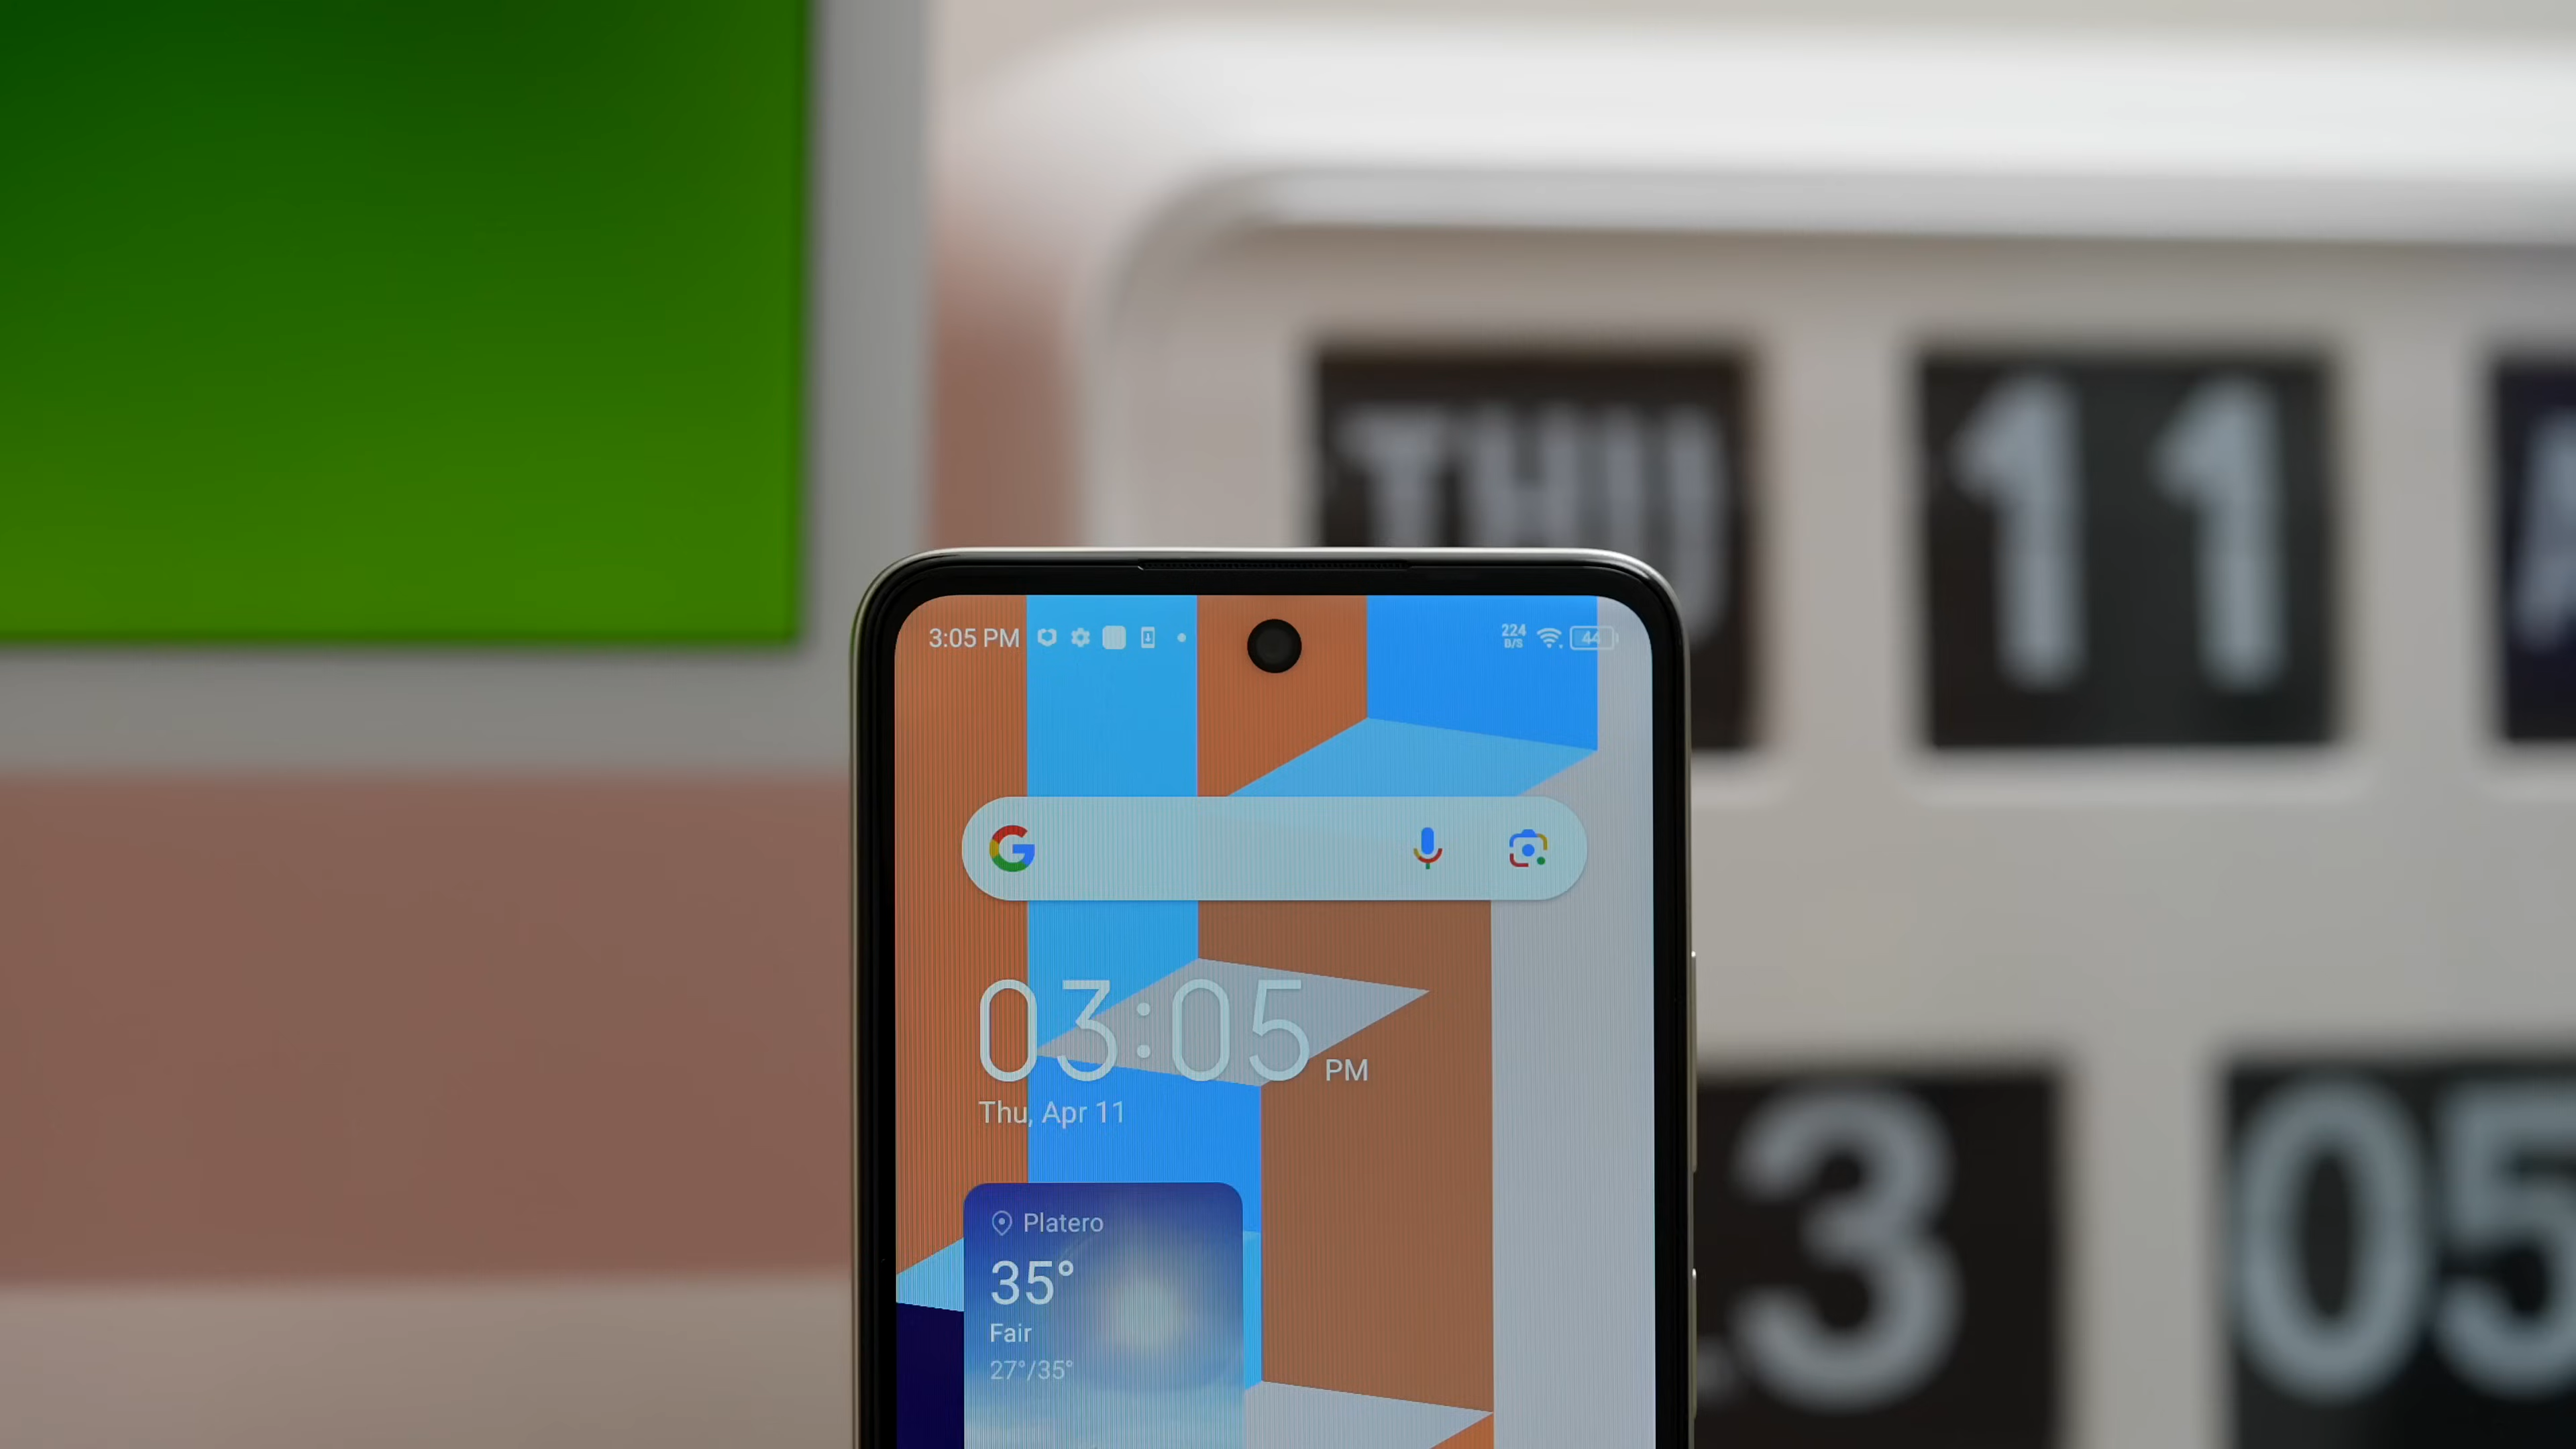 THU 11
3:05 PM
224
B/S
44
G
03:05 PM
Thu, Apr 11
Platero
35°
Fair
27°/35°
3 05